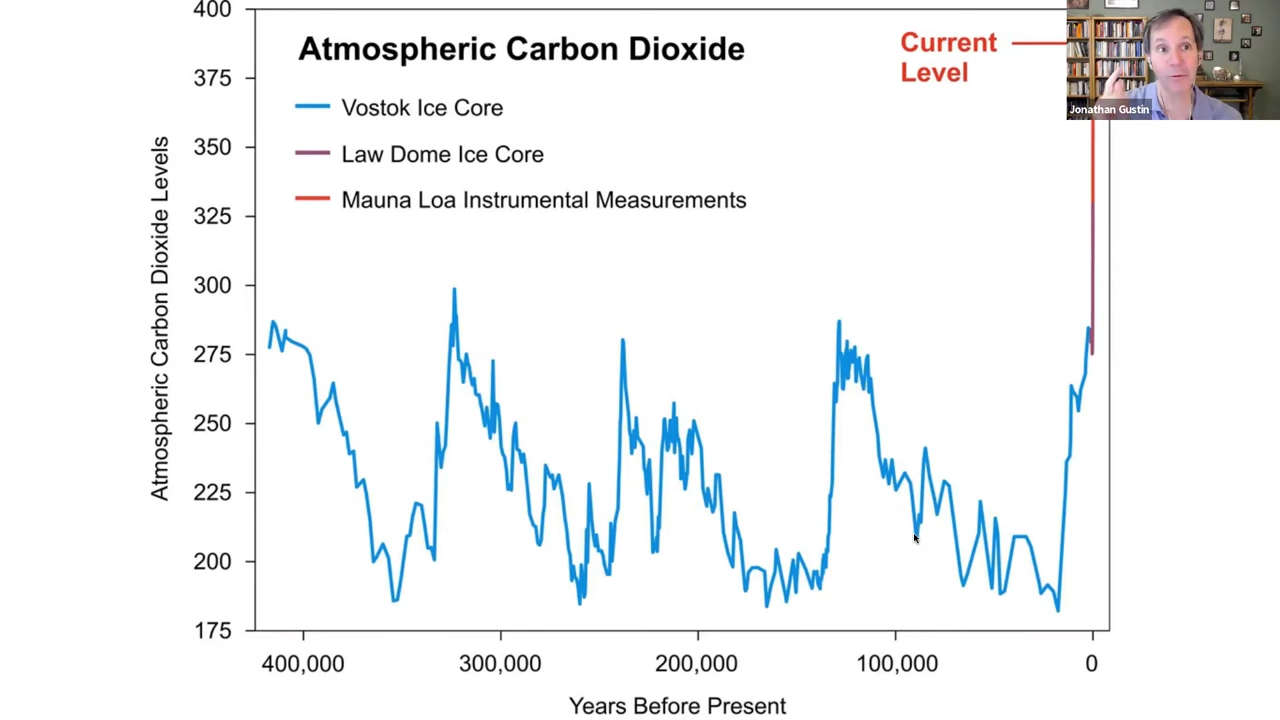 Atmospheric Carbon Dioxide
Current
Level
Vostok Ice Core
Law Dome Ice Core
Mauna Loa Instrumental Measurements
Jonathan Gustin
Atmospheric Carbon Dioxide Levels
400
375
350
325
300
275
250
225
200
175
400,000
300,000
200,000
100,000
0
Years Before Present